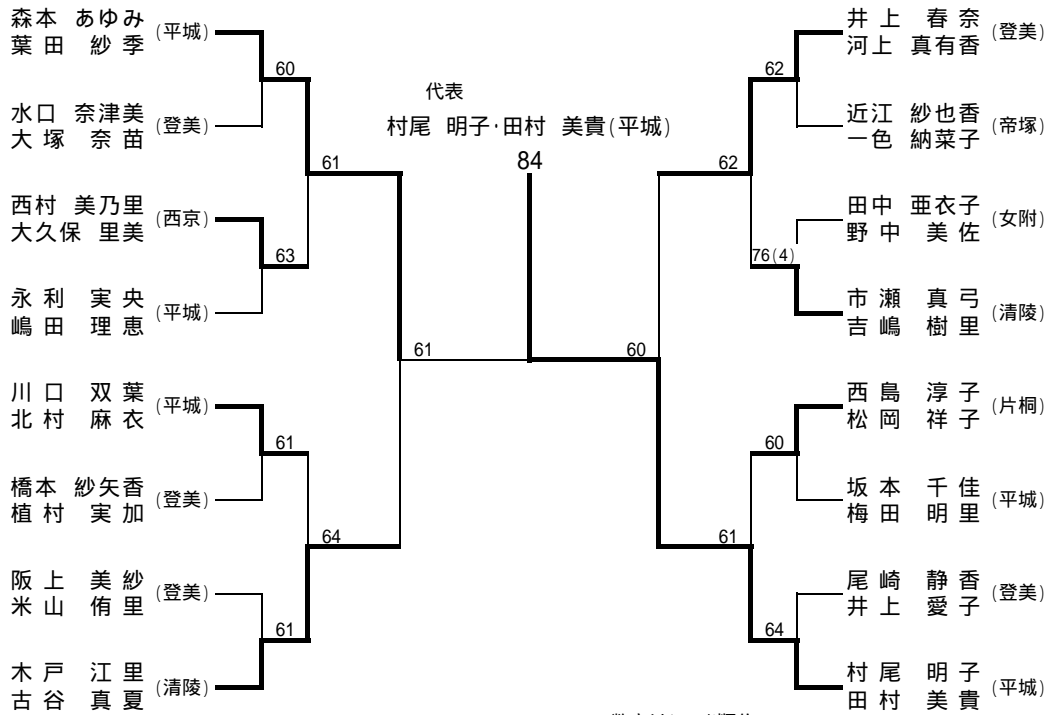 森本 あゆみ (平城)
葉田 紗季
60
水口 奈津美 (登美)
大塚 奈苗
61
西村 美乃里 (西京)
大久保 里美
63
永利 実央 (平城)
嶋田 理恵
61
川口 双葉 (平城)
北村 麻衣
61
橋本 紗矢香 (登美)
植村 実加
64
阪上 美紗 (登美)
米山 侑里
61
木戸 江里 (清陵)
古谷 真夏
代表
村尾 明子・田村 美貴(平城)
84
井上 春奈 (登美)
河上 真有香
62
近江 紗也香 (帝塚)
一色 納菜子
62
田中 亜衣子 (女附)
野中 美佐
76(4)
市瀬 真弓 (清陵)
吉嶋 樹里
60
西島 淳子 (片桐)
松岡 祥子
60
坂本 千佳 (平城)
梅田 明里
61
尾崎 静香 (登美)
井上 愛子
64
村尾 明子 (平城)
田村 美貴